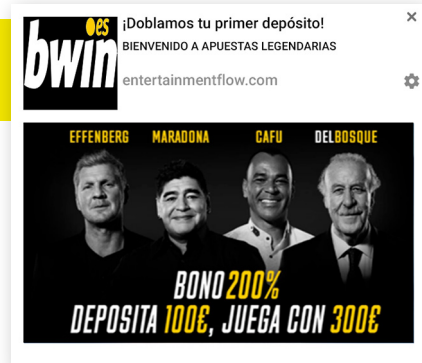 .es
bwin
¡Doblamos tu primer depósito!
BIENVENIDO A APUESTAS LEGENDARIAS
entertainmentflow.com
EFFENBERG MARADONA CAFU DELBOSQUE
BONO 200%
DEPOSITA 100€, JUEGA CON 300€